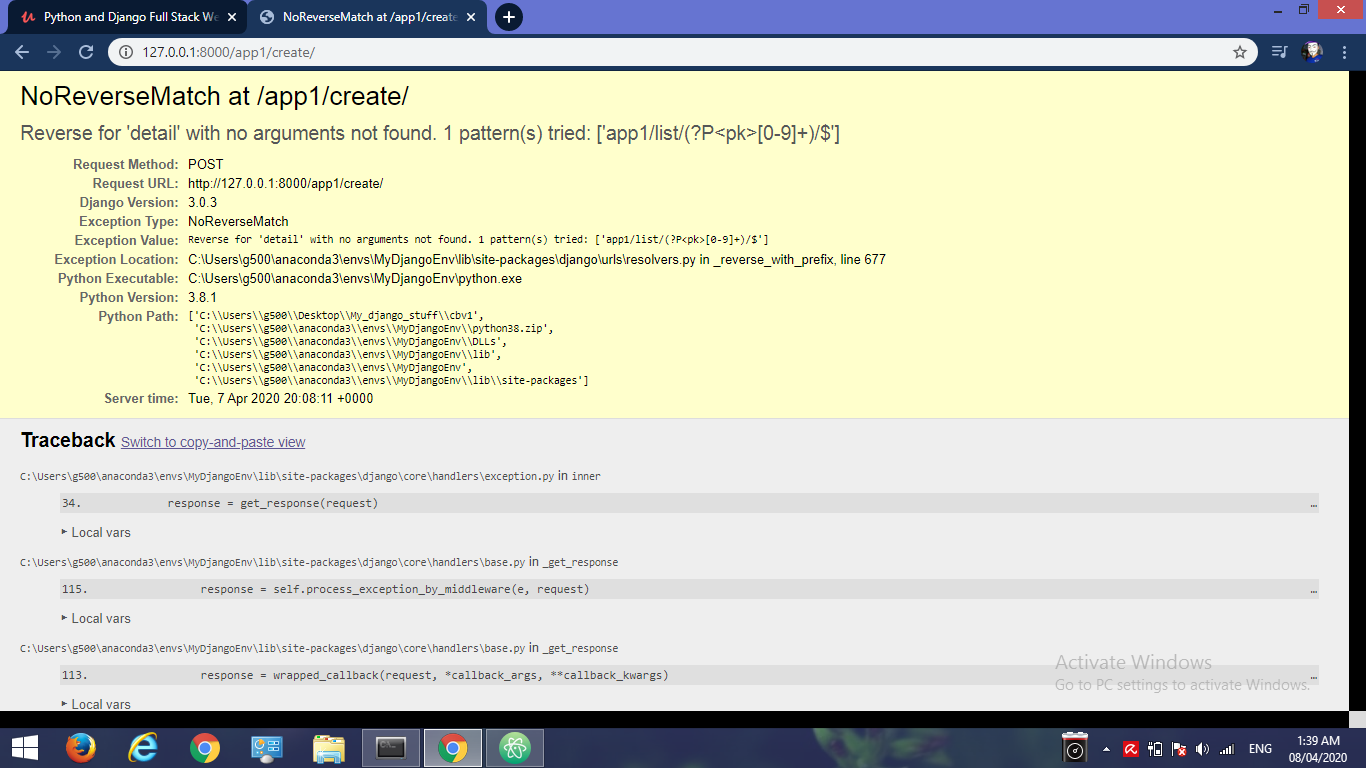 Python and Django Full Stack We
NoReverseMatch at /app1/create
127.0.0.1:8000/app1/create/
NoReverseMatch at /app1/create/
Reverse for 'detail' with no arguments not found. 1 pattern(s) tried: ['app1/list/(?P<pk>[0-9]+)/$']
Request Method: POST
Request URL: http://127.0.0.1:8000/app1/create/
Django Version: 3.0.3
Exception Type: NoReverseMatch
Exception Value: Reverse for 'detail' with no arguments not found. 1 pattern(s) tried: ['app1/list/(?P<pk>[0-9]+)/$']
Exception Location: C:\Users\g500\anaconda3\envs\MyDjangoEnv\lib\site-packages\django\urls\resolvers.py in _reverse_with_prefix, line 677
Python Executable: C:\Users\g500\anaconda3\envs\MyDjangoEnv\python.exe
Python Version: 3.8.1
Python Path: ['C:\\Users\\g500\\Desktop\\My_django_stuff\\cbv1',
'C:\\Users\\g500\\anaconda3\\envs\\MyDjangoEnv\\python38.zip',
'C:\\Users\\g500\\anaconda3\\envs\\MyDjangoEnv\\DLLs',
'C:\\Users\\g500\\anaconda3\\envs\\MyDjangoEnv\\lib',
'C:\\Users\\g500\\anaconda3\\envs\\MyDjangoEnv',
'C:\\Users\\g500\\anaconda3\\envs\\MyDjangoEnv\\lib\\site-packages']
Server time: Tue, 7 Apr 2020 20:08:11 +0000
Traceback Switch to copy-and-paste view
C:\Users\g500\anaconda3\envs\MyDjangoEnv\lib\site-packages\django\core\handlers\exception.py in inner
34. response = get_response(request) …
▸ Local vars
C:\Users\g500\anaconda3\envs\MyDjangoEnv\lib\site-packages\django\core\handlers\base.py in _get_response
115. response = self.process_exception_by_middleware(e, request) …
▸ Local vars
C:\Users\g500\anaconda3\envs\MyDjangoEnv\lib\site-packages\django\core\handlers\base.py in _get_response
113. response = wrapped_callback(request, *callback_args, **callback_kwargs) …
▸ Local vars
Activate Windows
Go to PC settings to activate Windows.
ENG
1:39 AM
08/04/2020